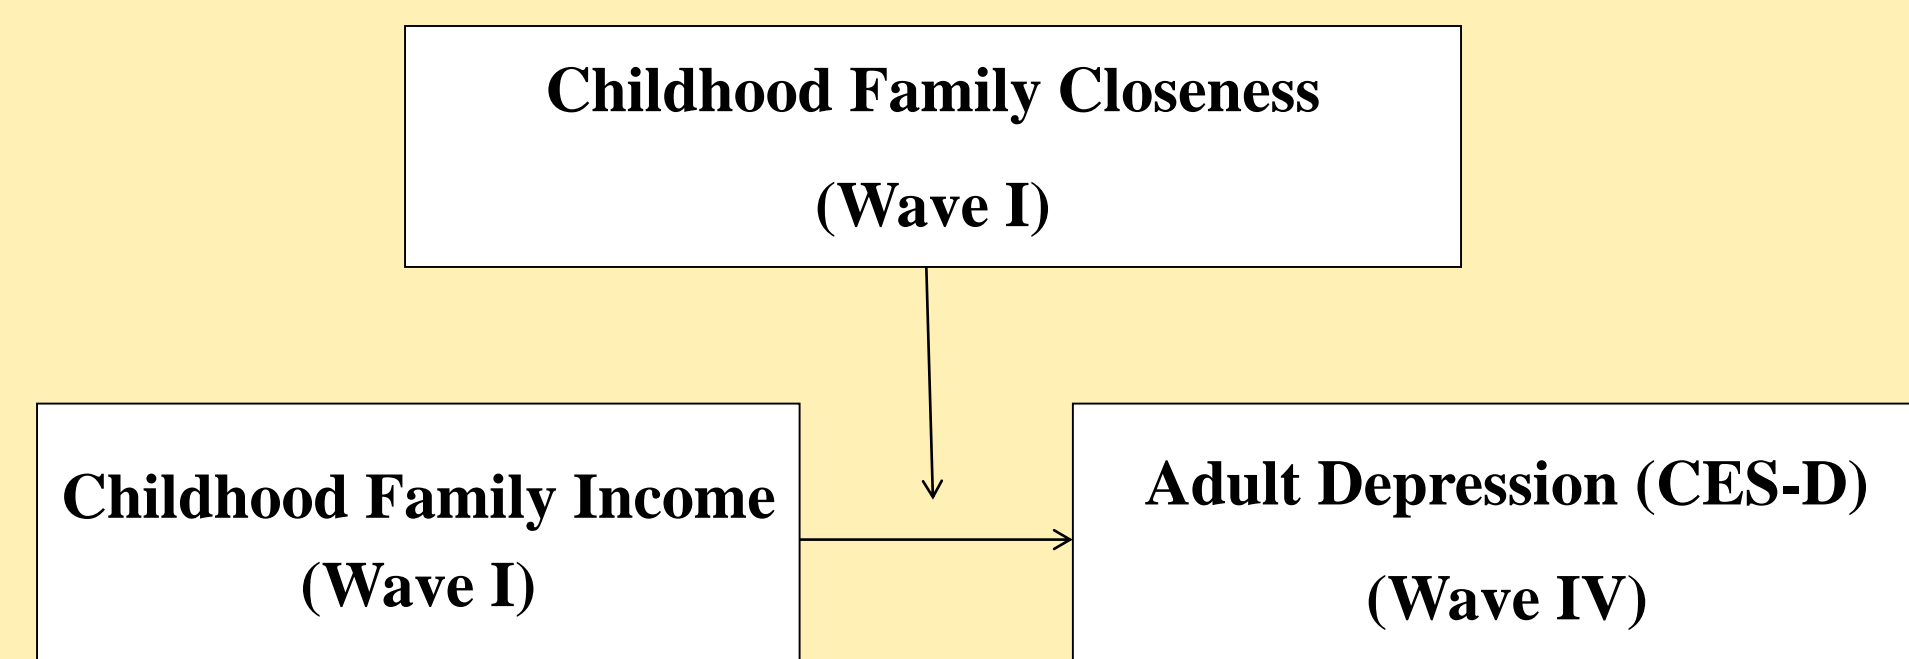 Childhood Family Closeness
(Wave I)
Childhood Family Income
(Wave I)
Adult Depression (CES-D)
(Wave IV)